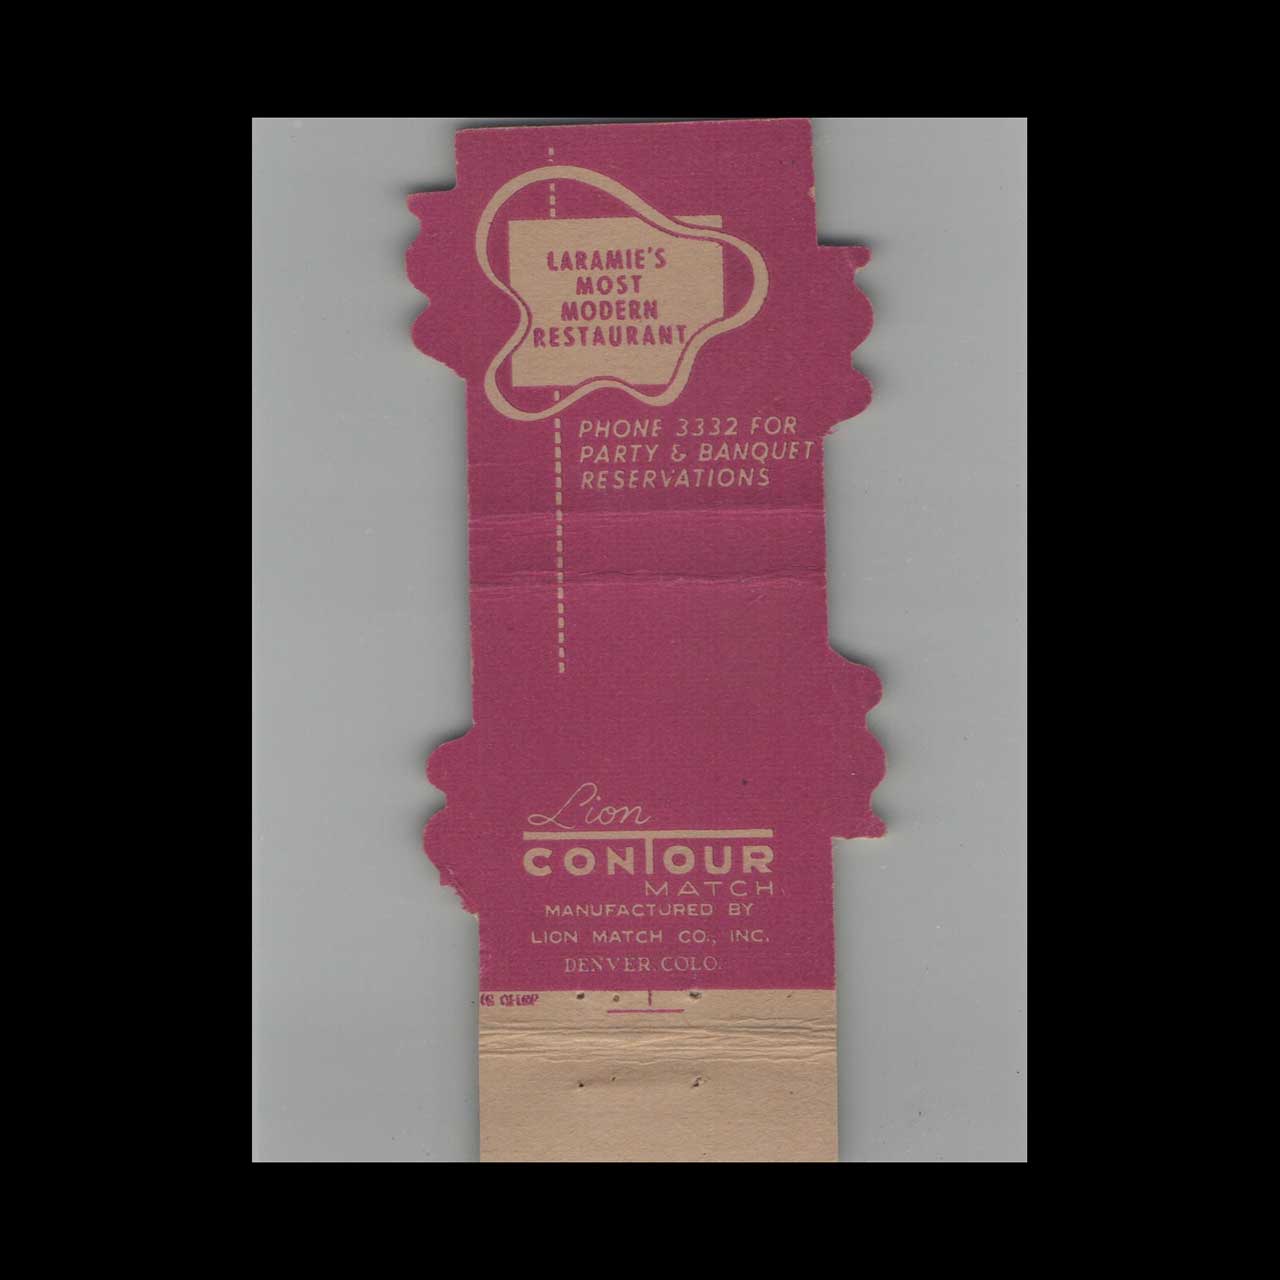 LARAMIE'S
MOST
MODERN
RESTAURANT
PHONE 3332 FOR
PARTY & BANQUET
RESERVATIONS
Lion
CONTOUR
MATCH
MANUFACTURED BY
LION MATCH CO., INC.
DENVER, COLO.